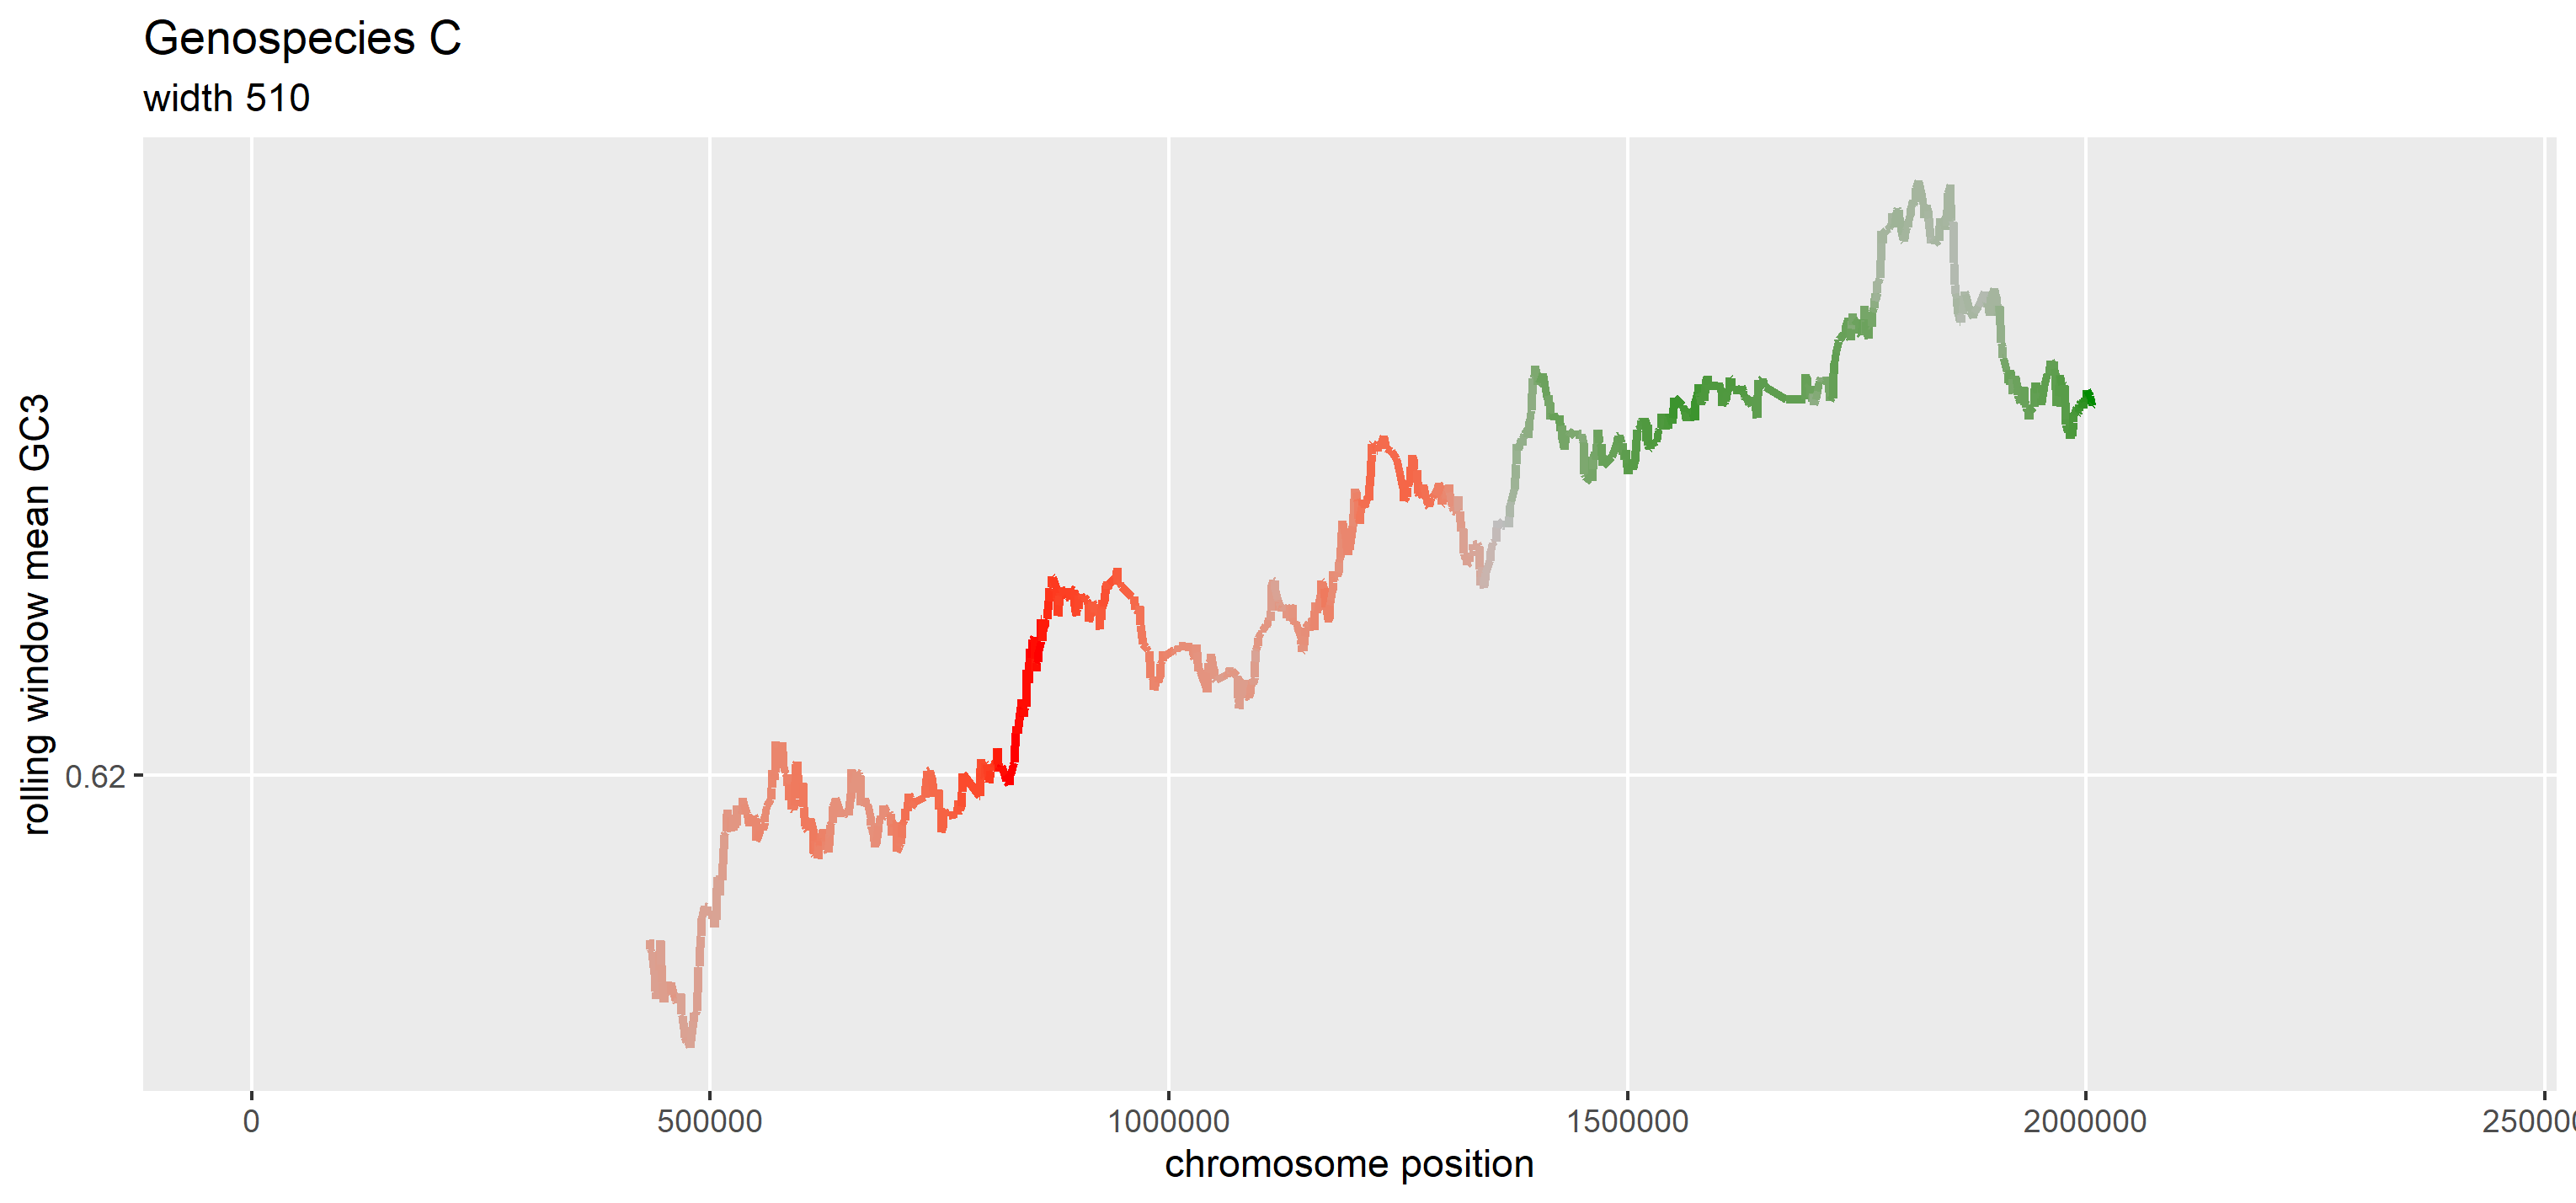 Genospecies C
width 510
rolling window mean GC3
0.62
0
500000
1000000
1500000
2000000
chromosome position